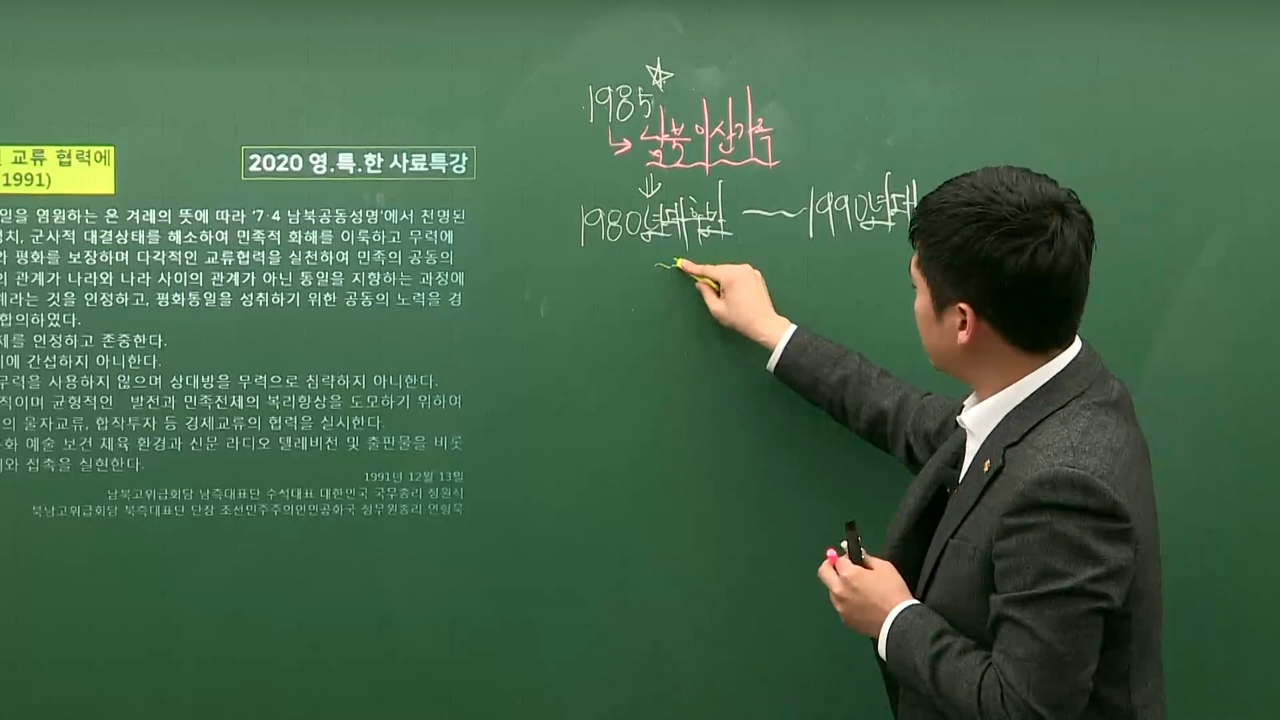 교류 협력에
1991)
2020 영.특.한 사료특강
일을 염원하는 온 겨레의 뜻에 따라 '7·4 남북공동성명'에서 천명된
정치, 군사적 대결상태를 해소하여 민족적 화해를 이룩하고 무력에
와 평화를 보장하며 다각적인 교류협력을 실천하여 민족의 공동의
의 관계가 나라와 나라 사이의 관계가 아닌 통일을 지향하는 과정에
계라는 것을 인정하고, 평화통일을 성취하기 위한 공동의 노력을 경
합의하였다.
제를 인정하고 존중한다.
에 간섭하지 아니한다.
무력을 사용하지 않으며 상대방을 무력으로 침략하지 아니한다.
적이며 균형적인 발전과 민족전체의 복리향상을 도모하기 위하여
의 물자교류, 합작투자 등 경제교류의 협력을 실시한다.
화 예술 보건 체육 환경과 신문 라디오 텔레비전 및 출판물을 비롯
와 접촉을 실현한다.
1991년 12월 13일
남북고위급회담 남측대표단 수석대표 대한민국 국무총리 정원식
북남고위급회담 북측대표단 단장 조선민주주의인민공화국 정무원총리 연형묵
1985
남북 이산가족
1980년대 후반 ~ 1990년대